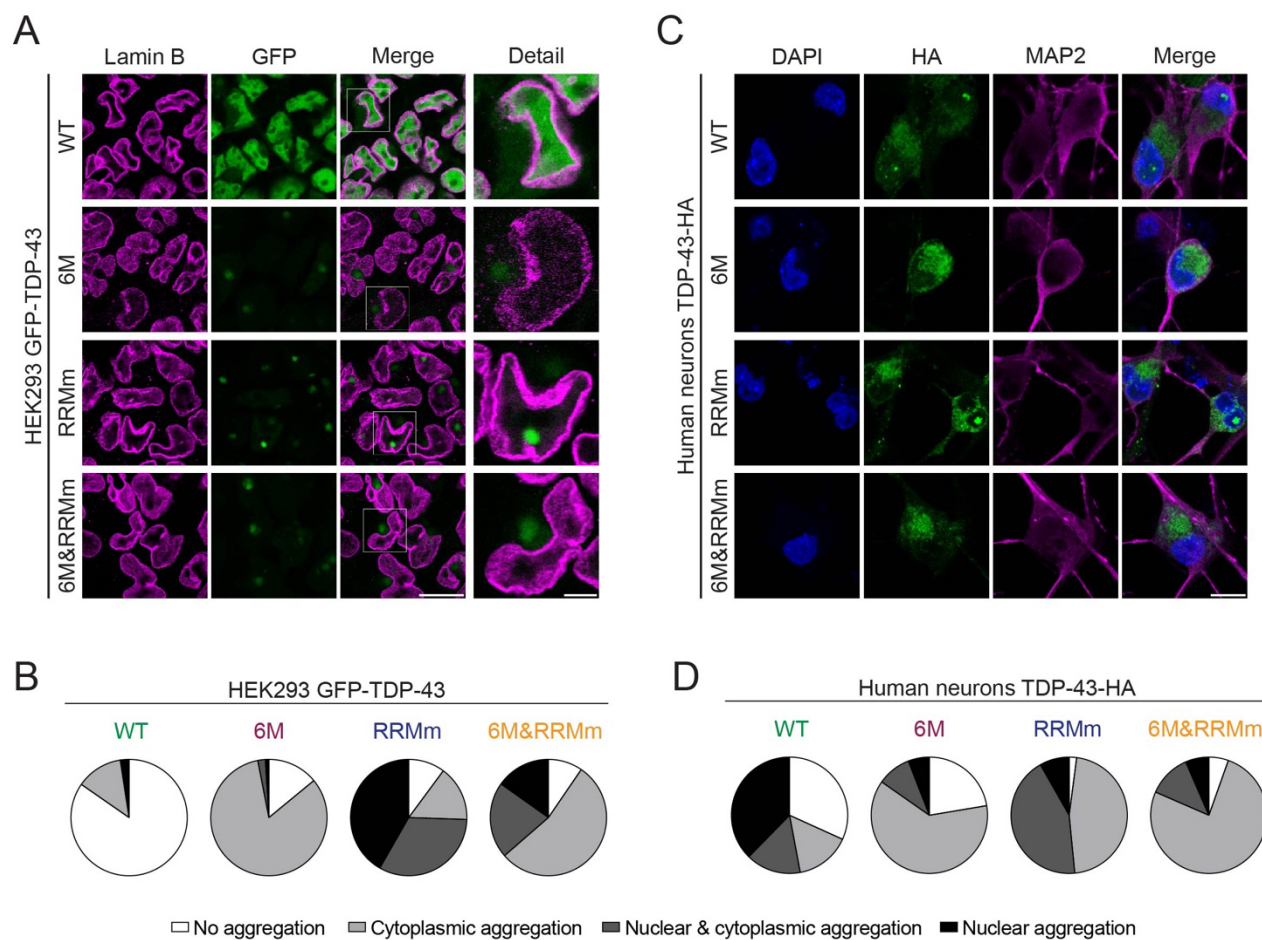 A
Lamin B GFP Merge Detail
HEK293 GFP-TDP-43
WT
6M
RRMm
6M&RRMm
C
DAPI HA MAP2 Merge
Human neurons TDP-43-HA
WT
6M
RRMm
6M&RRMm
B
HEK293 GFP-TDP-43
WT 6M RRMm 6M&RRMm
D
Human neurons TDP-43-HA
WT 6M RRMm 6M&RRMm
No aggregation Cytoplasmic aggregation Nuclear & cytoplasmic aggregation Nuclear aggregation